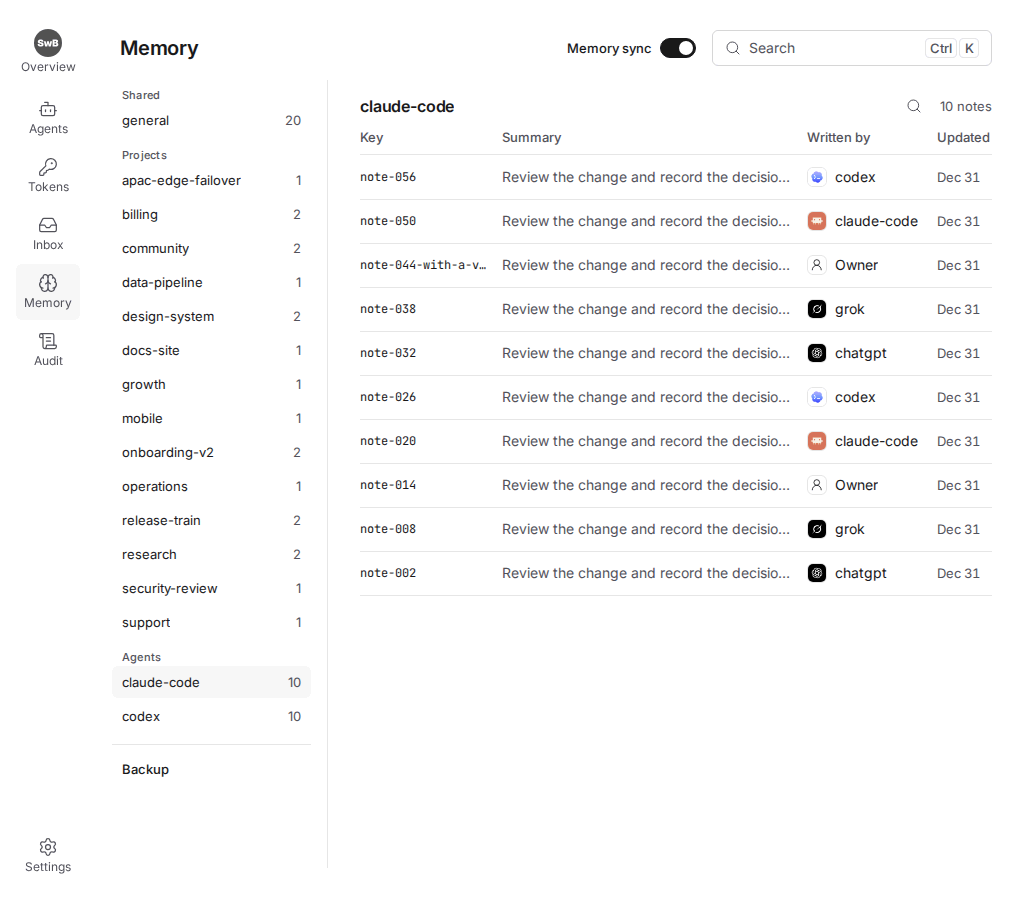 SwB
Overview
Agents
Tokens
Inbox
Memory
Audit
Settings
Memory
Memory sync
Search
Ctrl K
Shared
general 20
Projects
apac-edge-failover 1
billing 2
community 2
data-pipeline 1
design-system 2
docs-site 1
growth 1
mobile 1
onboarding-v2 2
operations 1
release-train 2
research 2
security-review 1
support 1
Agents
claude-code 10
codex 10
Backup
claude-code 10 notes
Key Summary Written by Updated
note-056 Review the change and record the decisio... codex Dec 31
note-050 Review the change and record the decisio... claude-code Dec 31
note-044-with-a-v… Review the change and record the decisio... Owner Dec 31
note-038 Review the change and record the decisio... grok Dec 31
note-032 Review the change and record the decisio... chatgpt Dec 31
note-026 Review the change and record the decisio... codex Dec 31
note-020 Review the change and record the decisio... claude-code Dec 31
note-014 Review the change and record the decisio... Owner Dec 31
note-008 Review the change and record the decisio... grok Dec 31
note-002 Review the change and record the decisio... chatgpt Dec 31